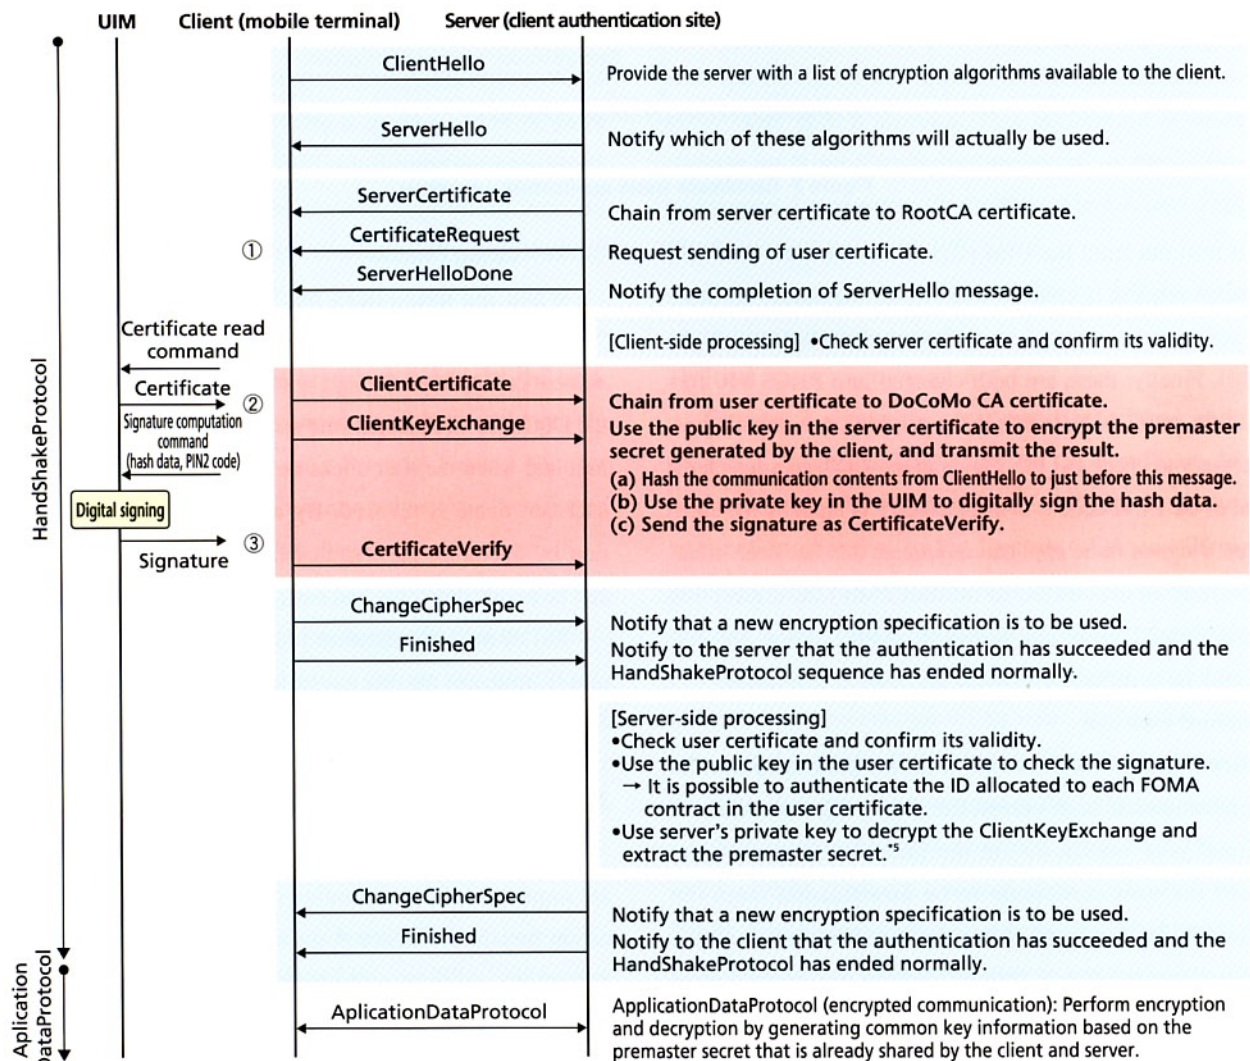 UIM
Client (mobile terminal)
Server (client authentication site)
HandShakeProtocol
ClientHello
Provide the server with a list of encryption algorithms available to the client.
ServerHello
Notify which of these algorithms will actually be used.
ServerCertificate
Chain from server certificate to RootCA certificate.
①
CertificateRequest
Request sending of user certificate.
ServerHelloDone
Notify the completion of ServerHello message.
Certificate read
command
[Client-side processing] •Check server certificate and confirm its validity.
Certificate
②
ClientCertificate
Chain from user certificate to DoCoMo CA certificate.
Signature computation
command
(hash data, PIN2 code)
ClientKeyExchange
Use the public key in the server certificate to encrypt the premaster
secret generated by the client, and transmit the result.
(a) Hash the communication contents from ClientHello to just before this message.
(b) Use the private key in the UIM to digitally sign the hash data.
(c) Send the signature as CertificateVerify.
Digital signing
③
Signature
CertificateVerify
ChangeCipherSpec
Notify that a new encryption specification is to be used.
Finished
Notify to the server that the authentication has succeeded and the
HandShakeProtocol sequence has ended normally.
[Server-side processing]
•Check user certificate and confirm its validity.
•Use the public key in the user certificate to check the signature.
→ It is possible to authenticate the ID allocated to each FOMA
contract in the user certificate.
•Use server's private key to decrypt the ClientKeyExchange and
extract the premaster secret.*5
ChangeCipherSpec
Notify that a new encryption specification is to be used.
Finished
Notify to the client that the authentication has succeeded and the
HandShakeProtocol has ended normally.
Aplication
DataProtocol
AplicationDataProtocol
ApplicationDataProtocol (encrypted communication): Perform encryption
and decryption by generating common key information based on the
premaster secret that is already shared by the client and server.